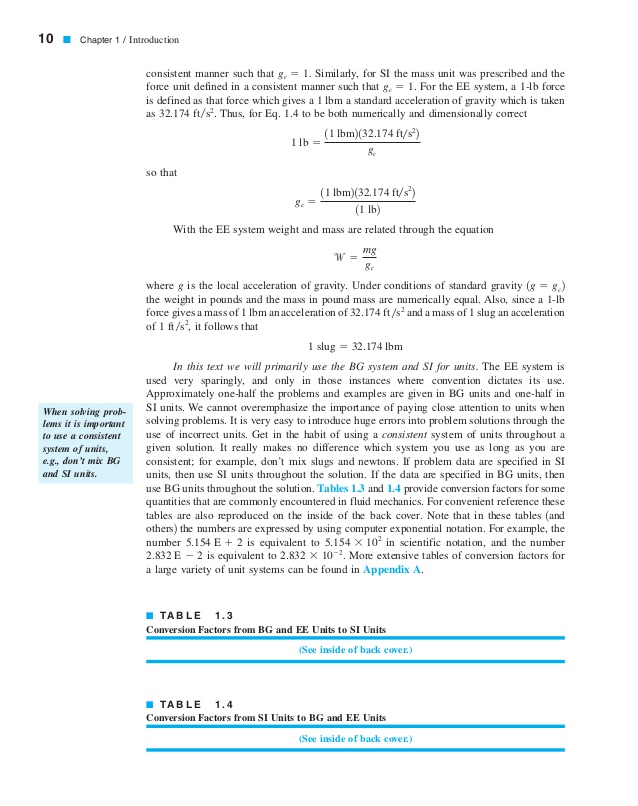 10 ■ Chapter 1 / Introduction
consistent manner such that g_c = 1. Similarly, for SI the mass unit was prescribed and the
force unit defined in a consistent manner such that g_c = 1. For the EE system, a 1-lb force
is defined as that force which gives a 1 lbm a standard acceleration of gravity which is taken
as 32.174 ft/s². Thus, for Eq. 1.4 to be both numerically and dimensionally correct
1 lb = (1 lbm)(32.174 ft/s²) / g_c
so that
g_c = (1 lbm)(32.174 ft/s²) / (1 lb)
With the EE system weight and mass are related through the equation
𝒲 = mg / g_c
where g is the local acceleration of gravity. Under conditions of standard gravity (g = g_c)
the weight in pounds and the mass in pound mass are numerically equal. Also, since a 1-lb
force gives a mass of 1 lbm an acceleration of 32.174 ft/s² and a mass of 1 slug an acceleration
of 1 ft/s², it follows that
1 slug = 32.174 lbm
In this text we will primarily use the BG system and SI for units. The EE system is
used very sparingly, and only in those instances where convention dictates its use.
Approximately one-half the problems and examples are given in BG units and one-half in
SI units. We cannot overemphasize the importance of paying close attention to units when
solving problems. It is very easy to introduce huge errors into problem solutions through the
use of incorrect units. Get in the habit of using a consistent system of units throughout a
given solution. It really makes no difference which system you use as long as you are
consistent; for example, don't mix slugs and newtons. If problem data are specified in SI
units, then use SI units throughout the solution. If the data are specified in BG units, then
use BG units throughout the solution. Tables 1.3 and 1.4 provide conversion factors for some
quantities that are commonly encountered in fluid mechanics. For convenient reference these
tables are also reproduced on the inside of the back cover. Note that in these tables (and
others) the numbers are expressed by using computer exponential notation. For example, the
number 5.154 E + 2 is equivalent to 5.154 × 10² in scientific notation, and the number
2.832 E − 2 is equivalent to 2.832 × 10⁻². More extensive tables of conversion factors for
a large variety of unit systems can be found in Appendix A.
When solving prob-
lems it is important
to use a consistent
system of units,
e.g., don't mix BG
and SI units.
■ TABLE 1.3
Conversion Factors from BG and EE Units to SI Units
(See inside of back cover.)
■ TABLE 1.4
Conversion Factors from SI Units to BG and EE Units
(See inside of back cover.)